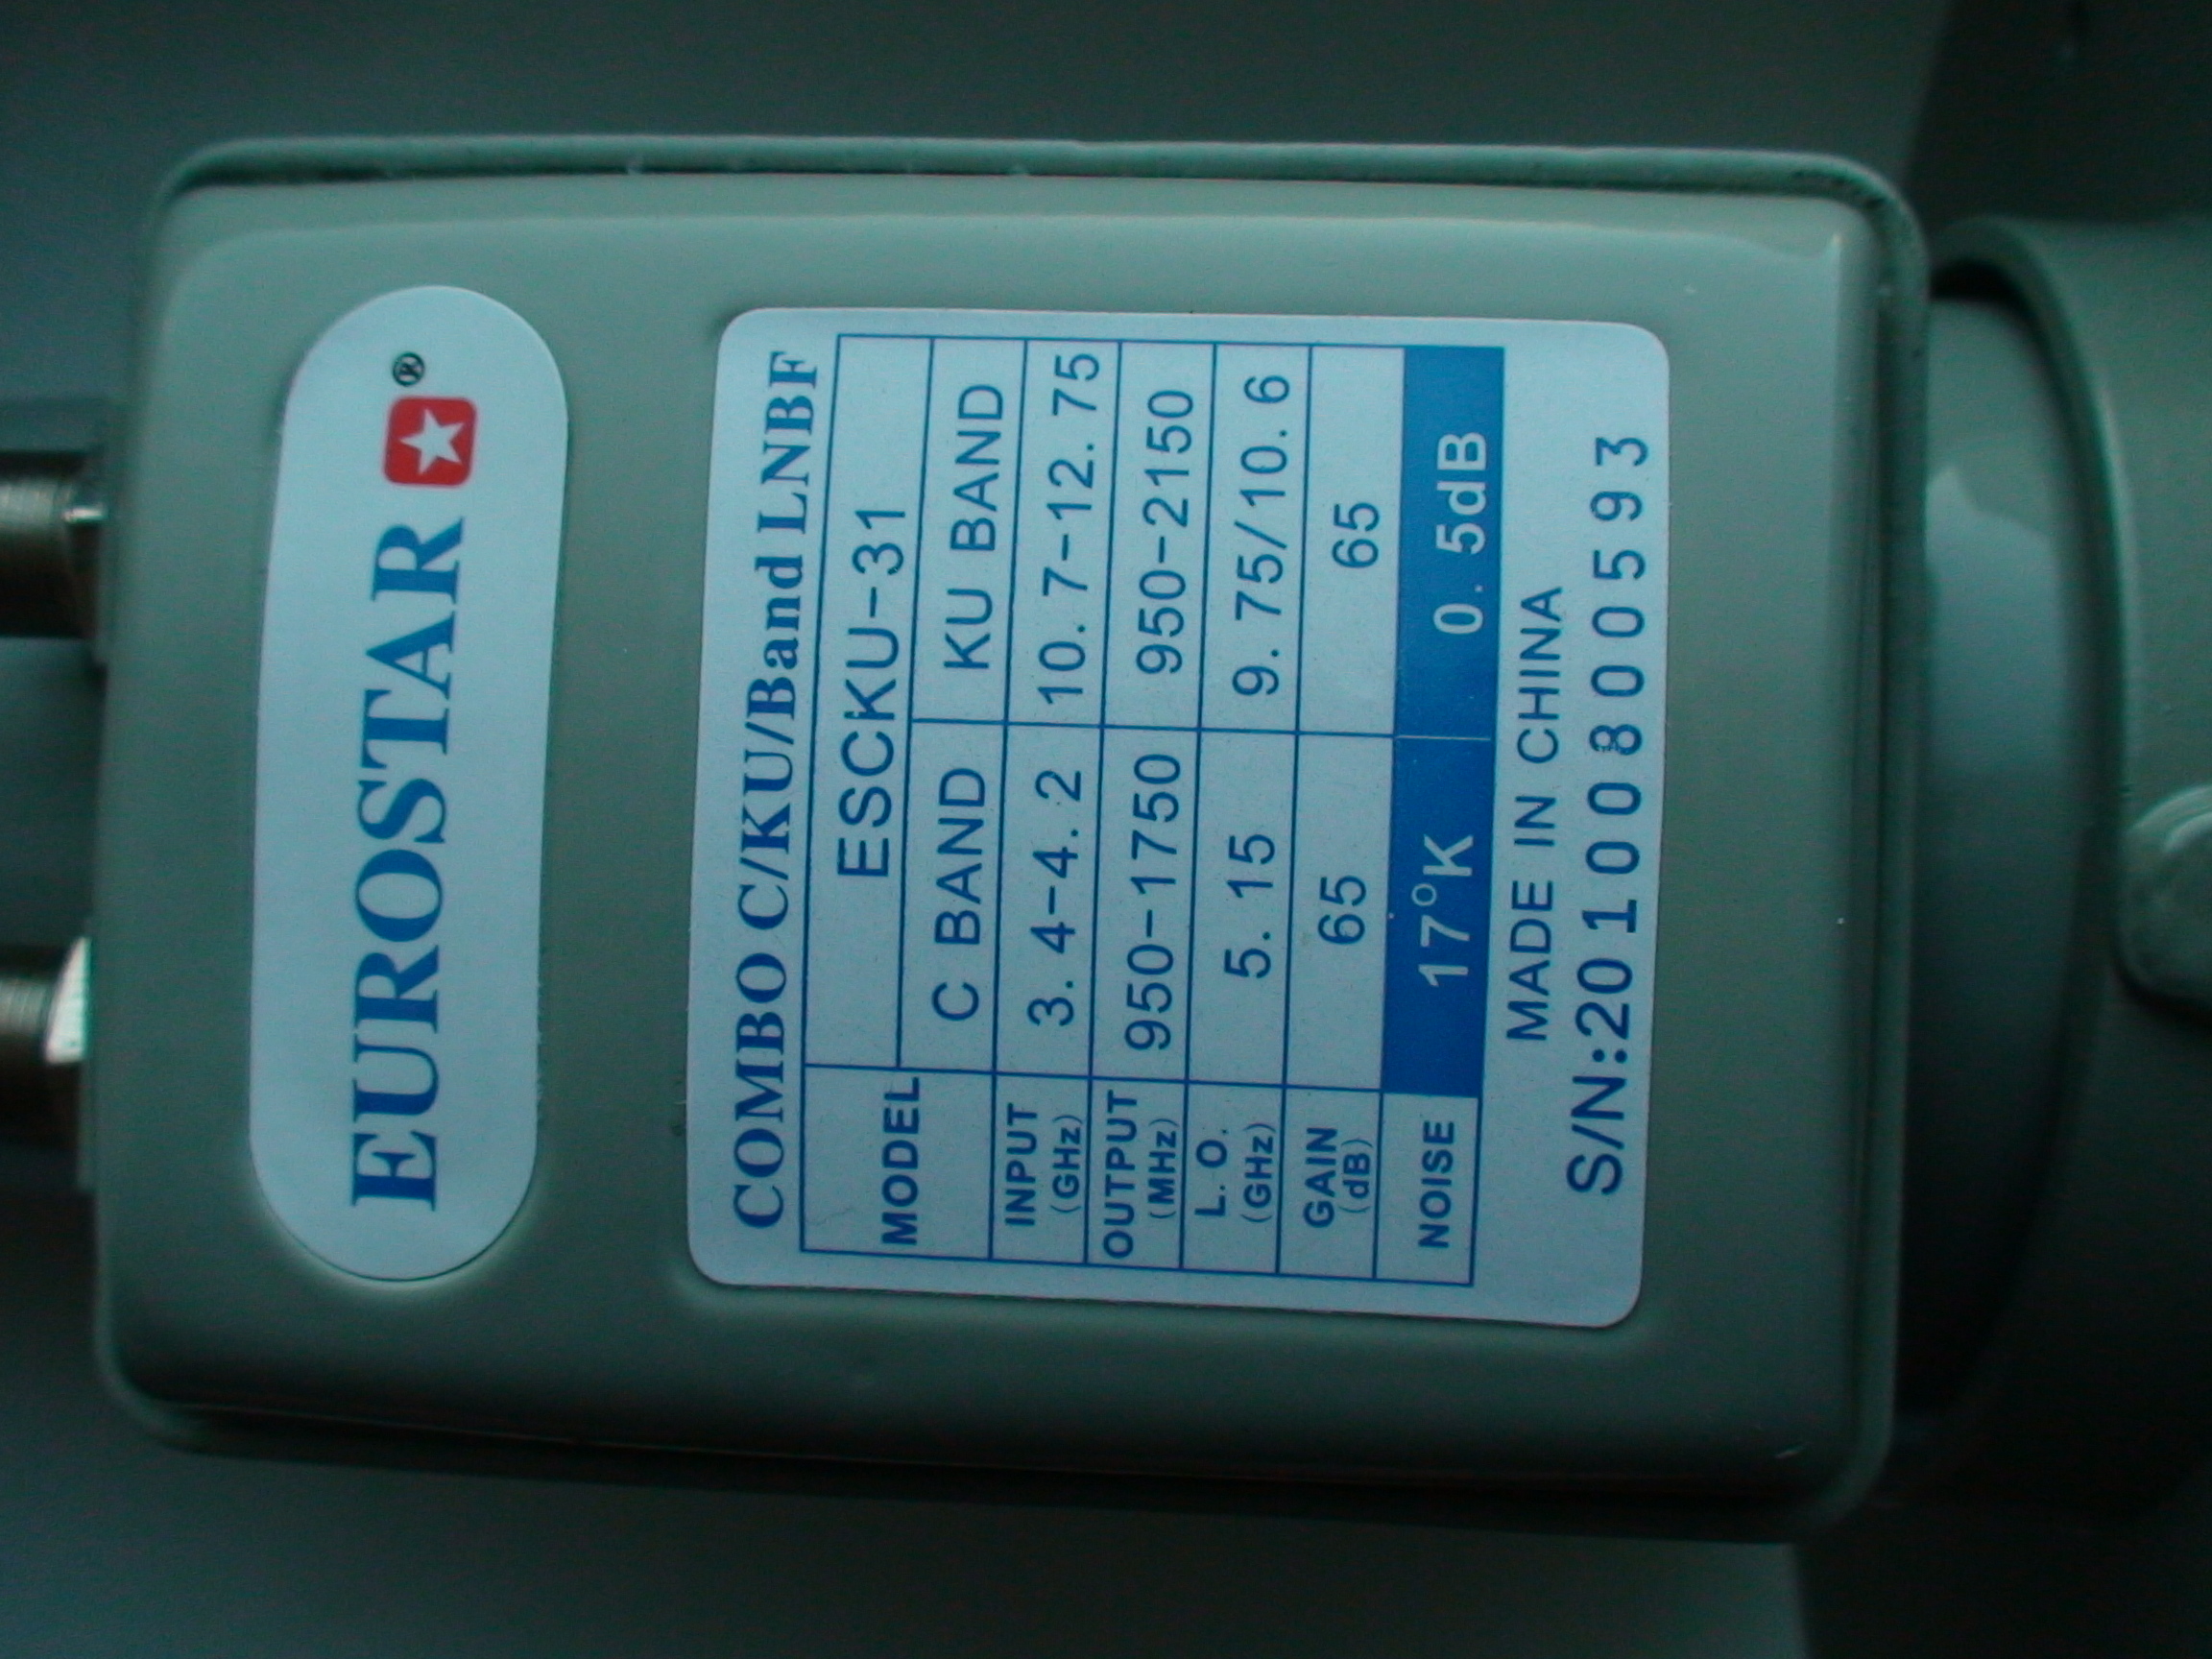 EUROSTAR ®
COMBO C/KU/Band LNBF
MODEL ESCKU-31
C BAND KU BAND
INPUT (GHz) 3.4-4.2 10.7-12.75
OUTPUT (MHz) 950-1750 950-2150
L.O. (GHz) 5.15 9.75/10.6
GAIN (dB) 65 65
NOISE 17°K 0.5dB
MADE IN CHINA
S/N:20100800593